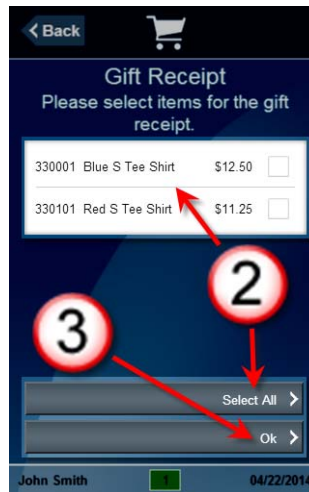 Back
Gift Receipt
Please select items for the gift
receipt.
330001 Blue S Tee Shirt $12.50
330101 Red S Tee Shirt $11.25
2
3
Select All
Ok
John Smith 1 04/22/2014